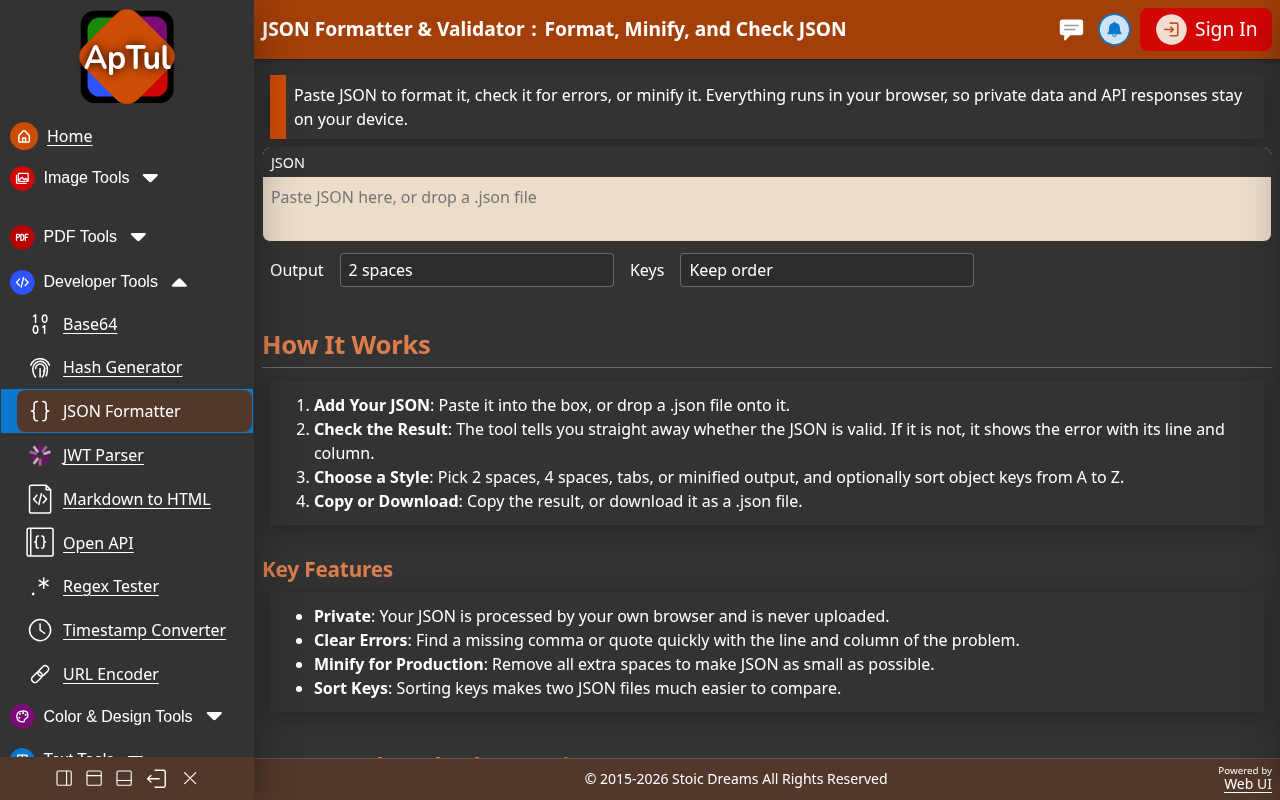 ApTul
Home
Image Tools
PDF
PDF Tools
Developer Tools
Base64
Hash Generator
JSON Formatter
JWT Parser
Markdown to HTML
Open API
Regex Tester
Timestamp Converter
URL Encoder
Color & Design Tools
Text Tools
JSON Formatter & Validator : Format, Minify, and Check JSON
Sign In
Paste JSON to format it, check it for errors, or minify it. Everything runs in your browser, so private data and API responses stay
on your device.
JSON
Paste JSON here, or drop a .json file
Output
2 spaces
Keys
Keep order
How It Works
1. Add Your JSON: Paste it into the box, or drop a .json file onto it.
2. Check the Result: The tool tells you straight away whether the JSON is valid. If it is not, it shows the error with its line and
column.
3. Choose a Style: Pick 2 spaces, 4 spaces, tabs, or minified output, and optionally sort object keys from A to Z.
4. Copy or Download: Copy the result, or download it as a .json file.
Key Features
• Private: Your JSON is processed by your own browser and is never uploaded.
• Clear Errors: Find a missing comma or quote quickly with the line and column of the problem.
• Minify for Production: Remove all extra spaces to make JSON as small as possible.
• Sort Keys: Sorting keys makes two JSON files much easier to compare.
© 2015-2026 Stoic Dreams All Rights Reserved
Powered by
Web UI